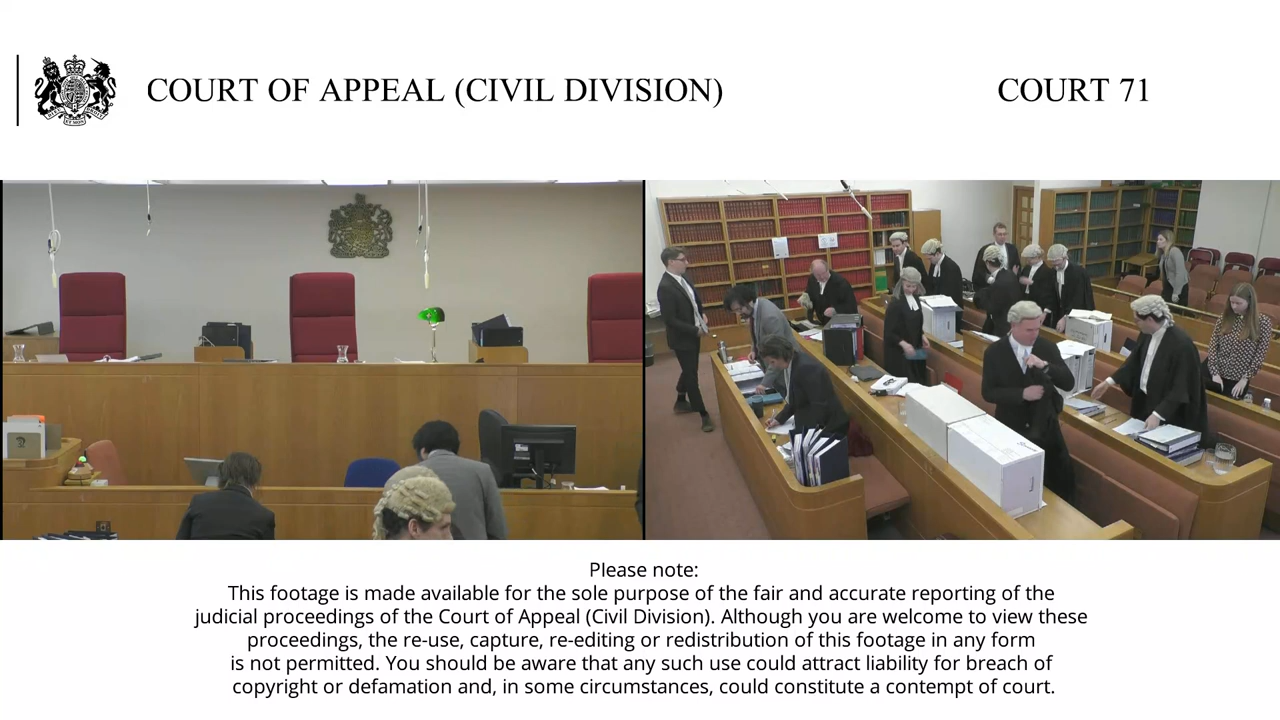 COURT OF APPEAL (CIVIL DIVISION)
COURT 71
Please note:
This footage is made available for the sole purpose of the fair and accurate reporting of the
judicial proceedings of the Court of Appeal (Civil Division). Although you are welcome to view these
proceedings, the re-use, capture, re-editing or redistribution of this footage in any form
is not permitted. You should be aware that any such use could attract liability for breach of
copyright or defamation and, in some circumstances, could constitute a contempt of court.